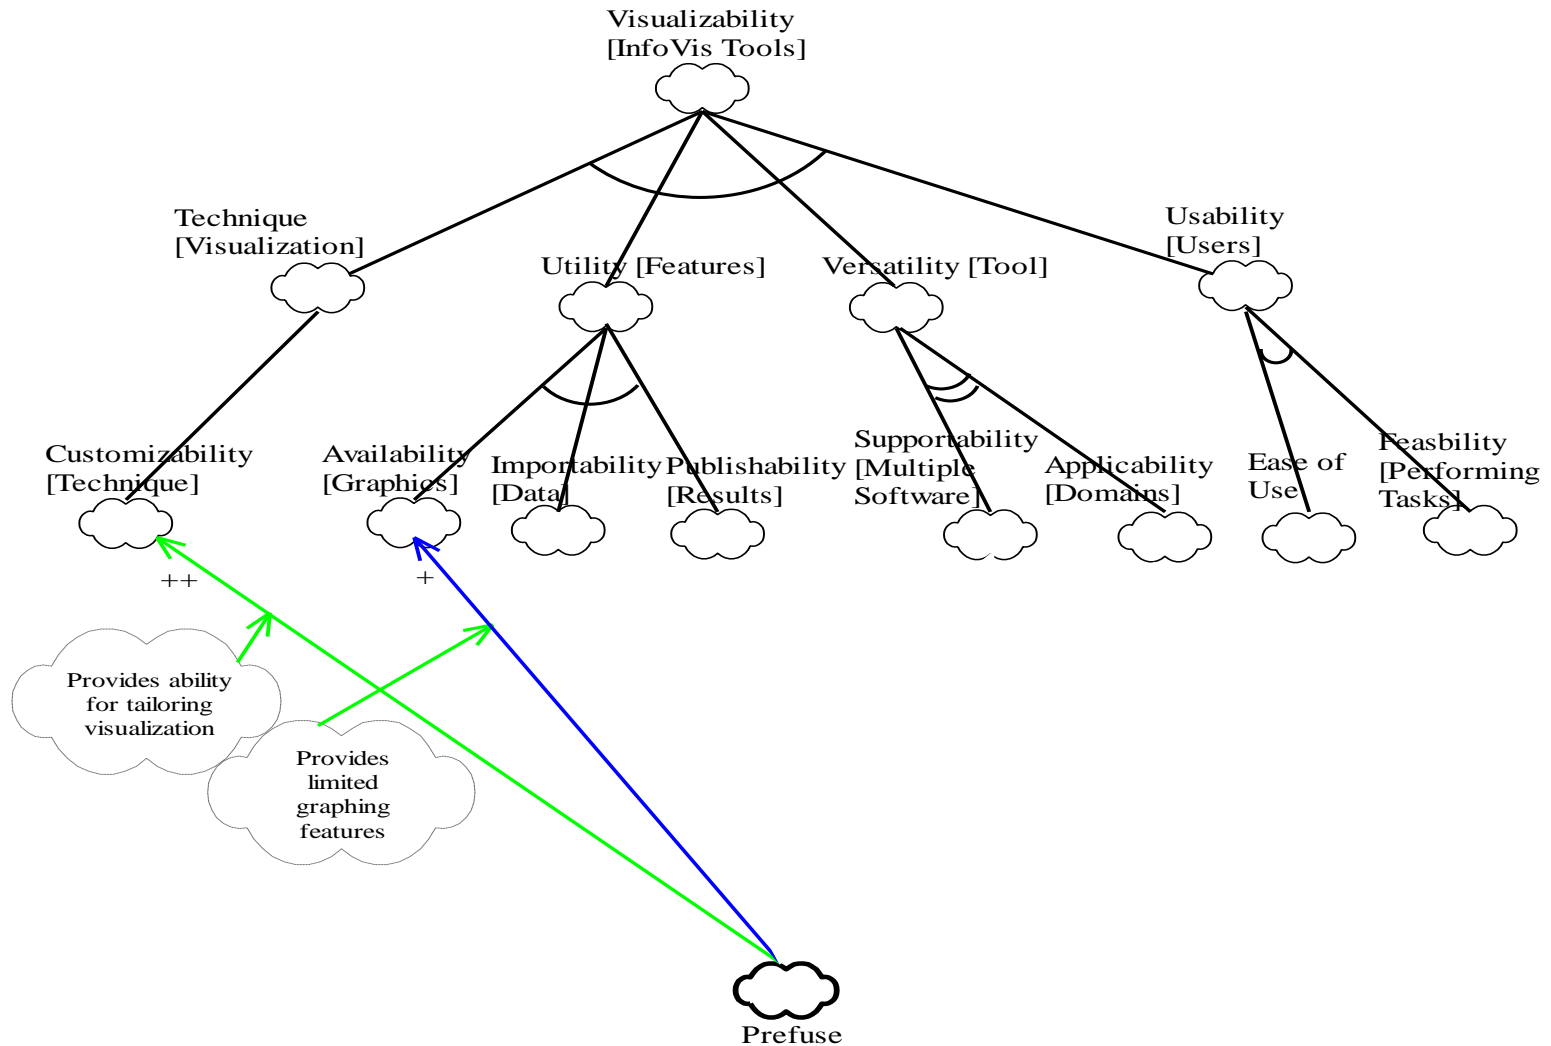 Visualizability
[InfoVis Tools]
Technique
[Visualization]
Utility [Features]
Versatility [Tool]
Usability
[Users]
Customizability
[Technique]
Availability
[Graphics]
Importability
[Data]
Publishability
[Results]
Supportability
[Multiple
Software]
Applicability
[Domains]
Ease of
Use
Feasbility
[Performing
Tasks]
++
+
Provides ability
for tailoring
visualization
Provides
limited
graphing
features
Prefuse